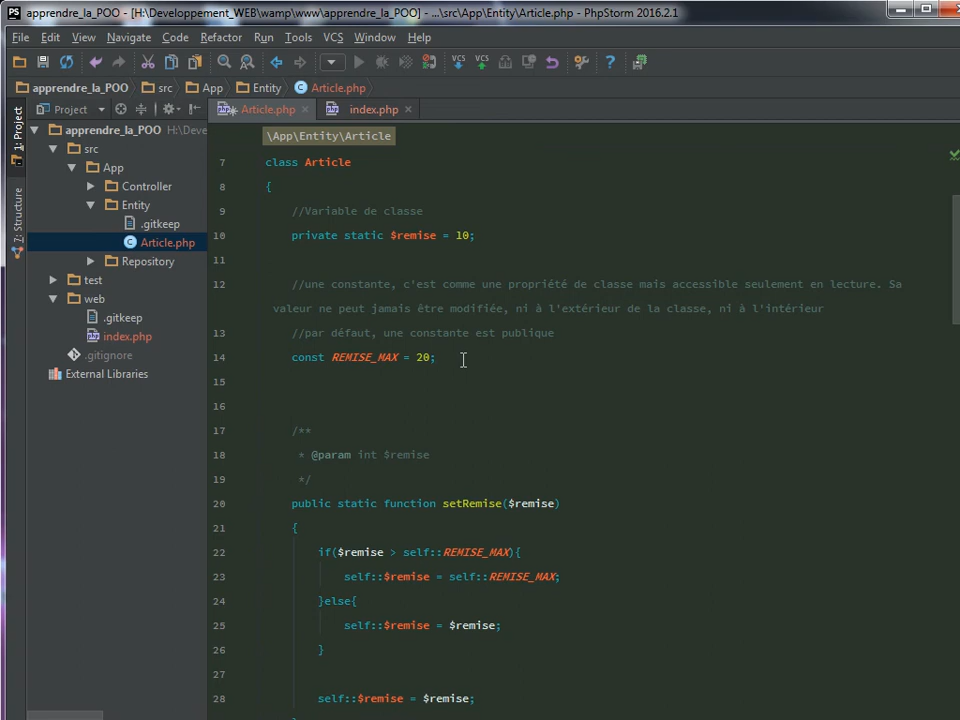 apprendre_la_POO - [H:\Developpement_WEB\wamp\www\apprendre_la_POO] - ...\src\App\Entity\Article.php - PhpStorm 2016.2.1
File Edit View Navigate Code Refactor Run Tools VCS Window Help
apprendre_la_POO src App Entity Article.php
Project Article.php index.php
1: Project
7: Structure
apprendre_la_POO H:\Deve
src
App
Controller
Entity
.gitkeep
Article.php
Repository
test
web
.gitkeep
index.php
.gitignore
External Libraries
\App\Entity\Article
7 class Article
8 {
9 //Variable de classe
10 private static $remise = 10;
11
12 //une constante, c'est comme une propriété de classe mais accessible seulement en lecture. Sa
valeur ne peut jamais être modifiée, ni à l'extérieur de la classe, ni à l'intérieur
13 //par défaut, une constante est publique
14 const REMISE_MAX = 20;
15
16
17 /**
18 * @param int $remise
19 */
20 public static function setRemise($remise)
21 {
22 if($remise > self::REMISE_MAX){
23 self::$remise = self::REMISE_MAX;
24 }else{
25 self::$remise = $remise;
26 }
27
28 self::$remise = $remise;